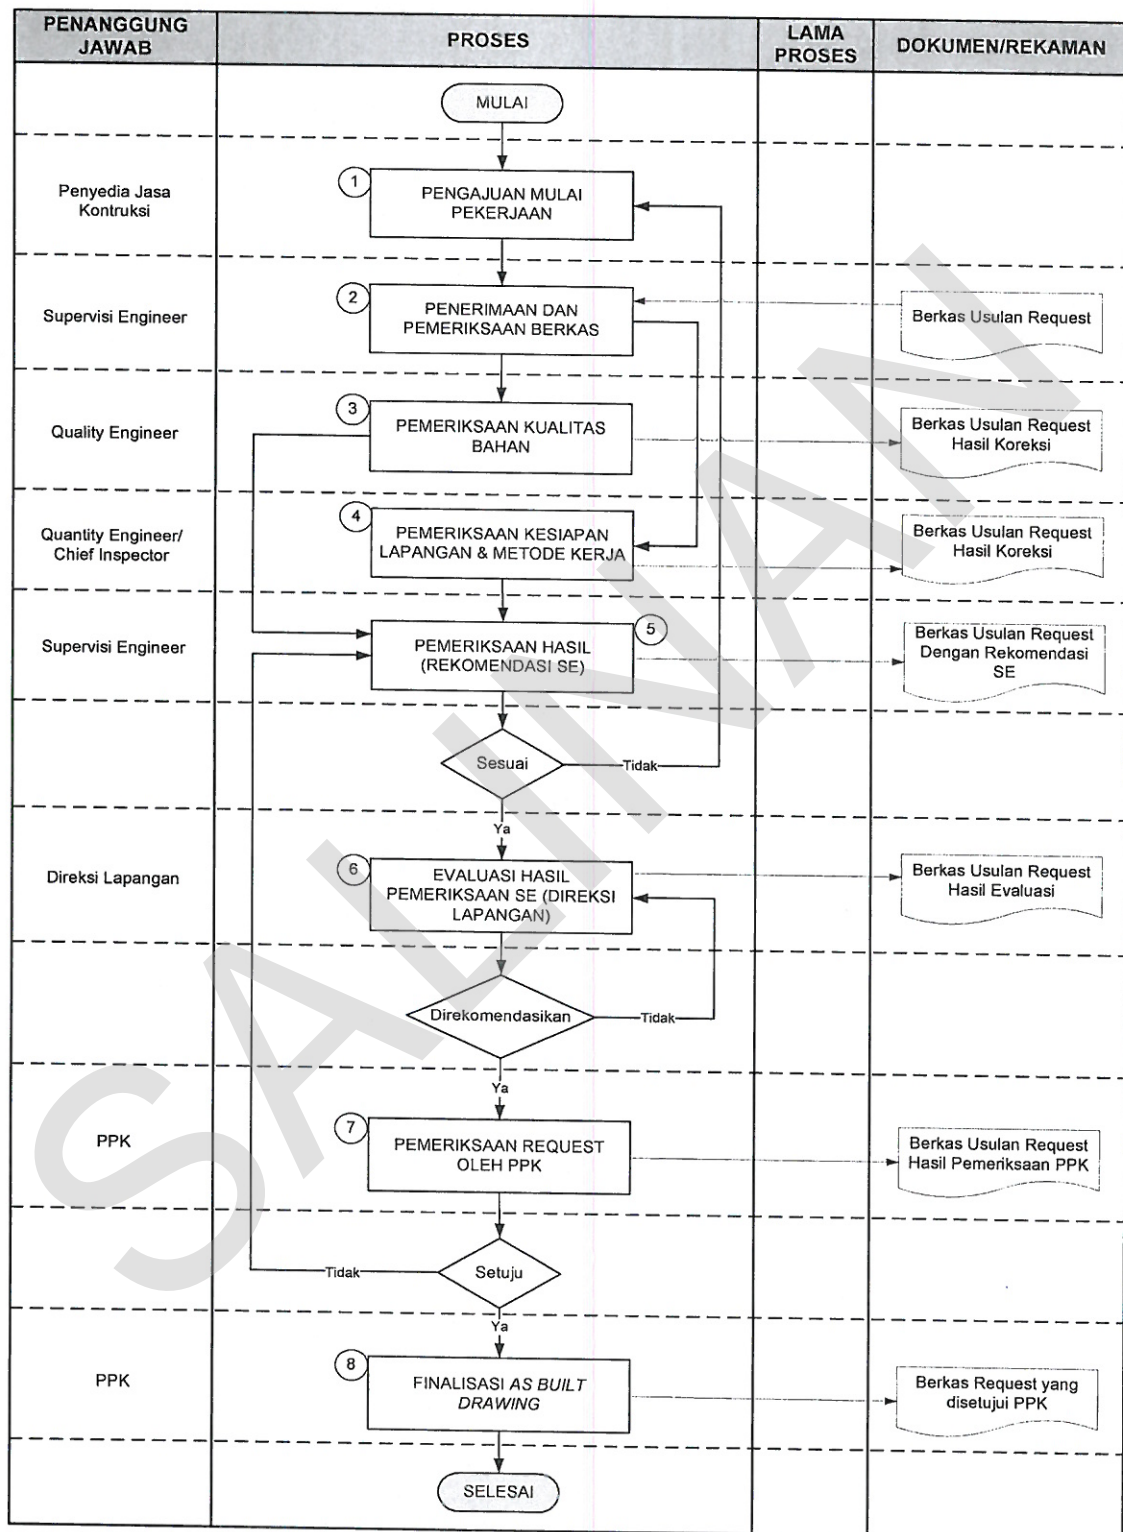 PENANGGUNG
JAWAB
PROSES
LAMA
PROSES
DOKUMEN/REKAMAN
MULAI
Penyedia Jasa
Kontruksi
1
PENGAJUAN MULAI
PEKERJAAN
Supervisi Engineer
2
PENERIMAAN DAN
PEMERIKSAAN BERKAS
Berkas Usulan Request
Quality Engineer
3
PEMERIKSAAN KUALITAS
BAHAN
Berkas Usulan Request
Hasil Koreksi
Quantity Engineer/
Chief Inspector
4
PEMERIKSAAN KESIAPAN
LAPANGAN & METODE KERJA
Berkas Usulan Request
Hasil Koreksi
Supervisi Engineer
PEMERIKSAAN HASIL
(REKOMENDASI SE)
5
Berkas Usulan Request
Dengan Rekomendasi
SE
Sesuai
Tidak
Ya
Direksi Lapangan
6
EVALUASI HASIL
PEMERIKSAAN SE (DIREKSI
LAPANGAN)
Berkas Usulan Request
Hasil Evaluasi
Direkomendasikan
Tidak
Ya
PPK
7
PEMERIKSAAN REQUEST
OLEH PPK
Berkas Usulan Request
Hasil Pemeriksaan PPK
Tidak
Setuju
Ya
PPK
8
FINALISASI AS BUILT
DRAWING
Berkas Request yang
disetujui PPK
SELESAI
SALINAN